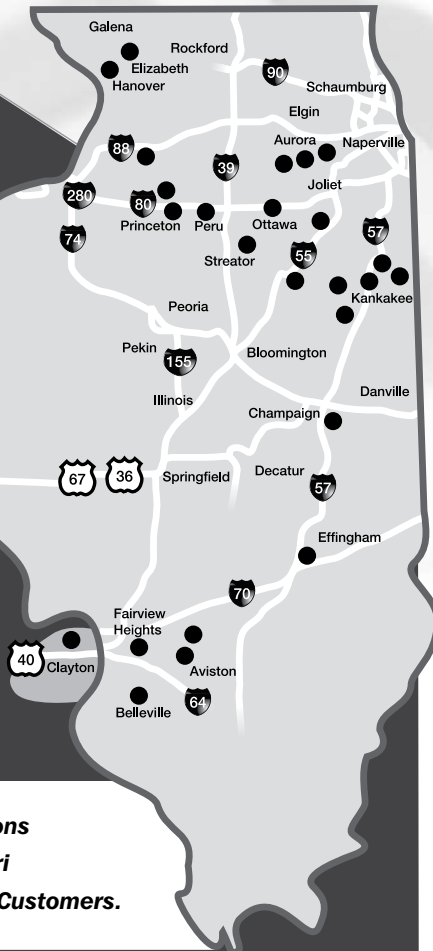 Galena
Rockford
Elizabeth
Hanover
90
Schaumburg
Elgin
88
Aurora
Naperville
39
Joliet
280
80
Princeton
Peru
Ottawa
57
74
Streator
55
Kankakee
Peoria
Pekin
155
Bloomington
Illinois
Danville
Champaign
67
36
Springfield
Decatur
57
Effingham
70
Fairview
Heights
40
Clayton
Aviston
Belleville
64
ons
ri
Customers.